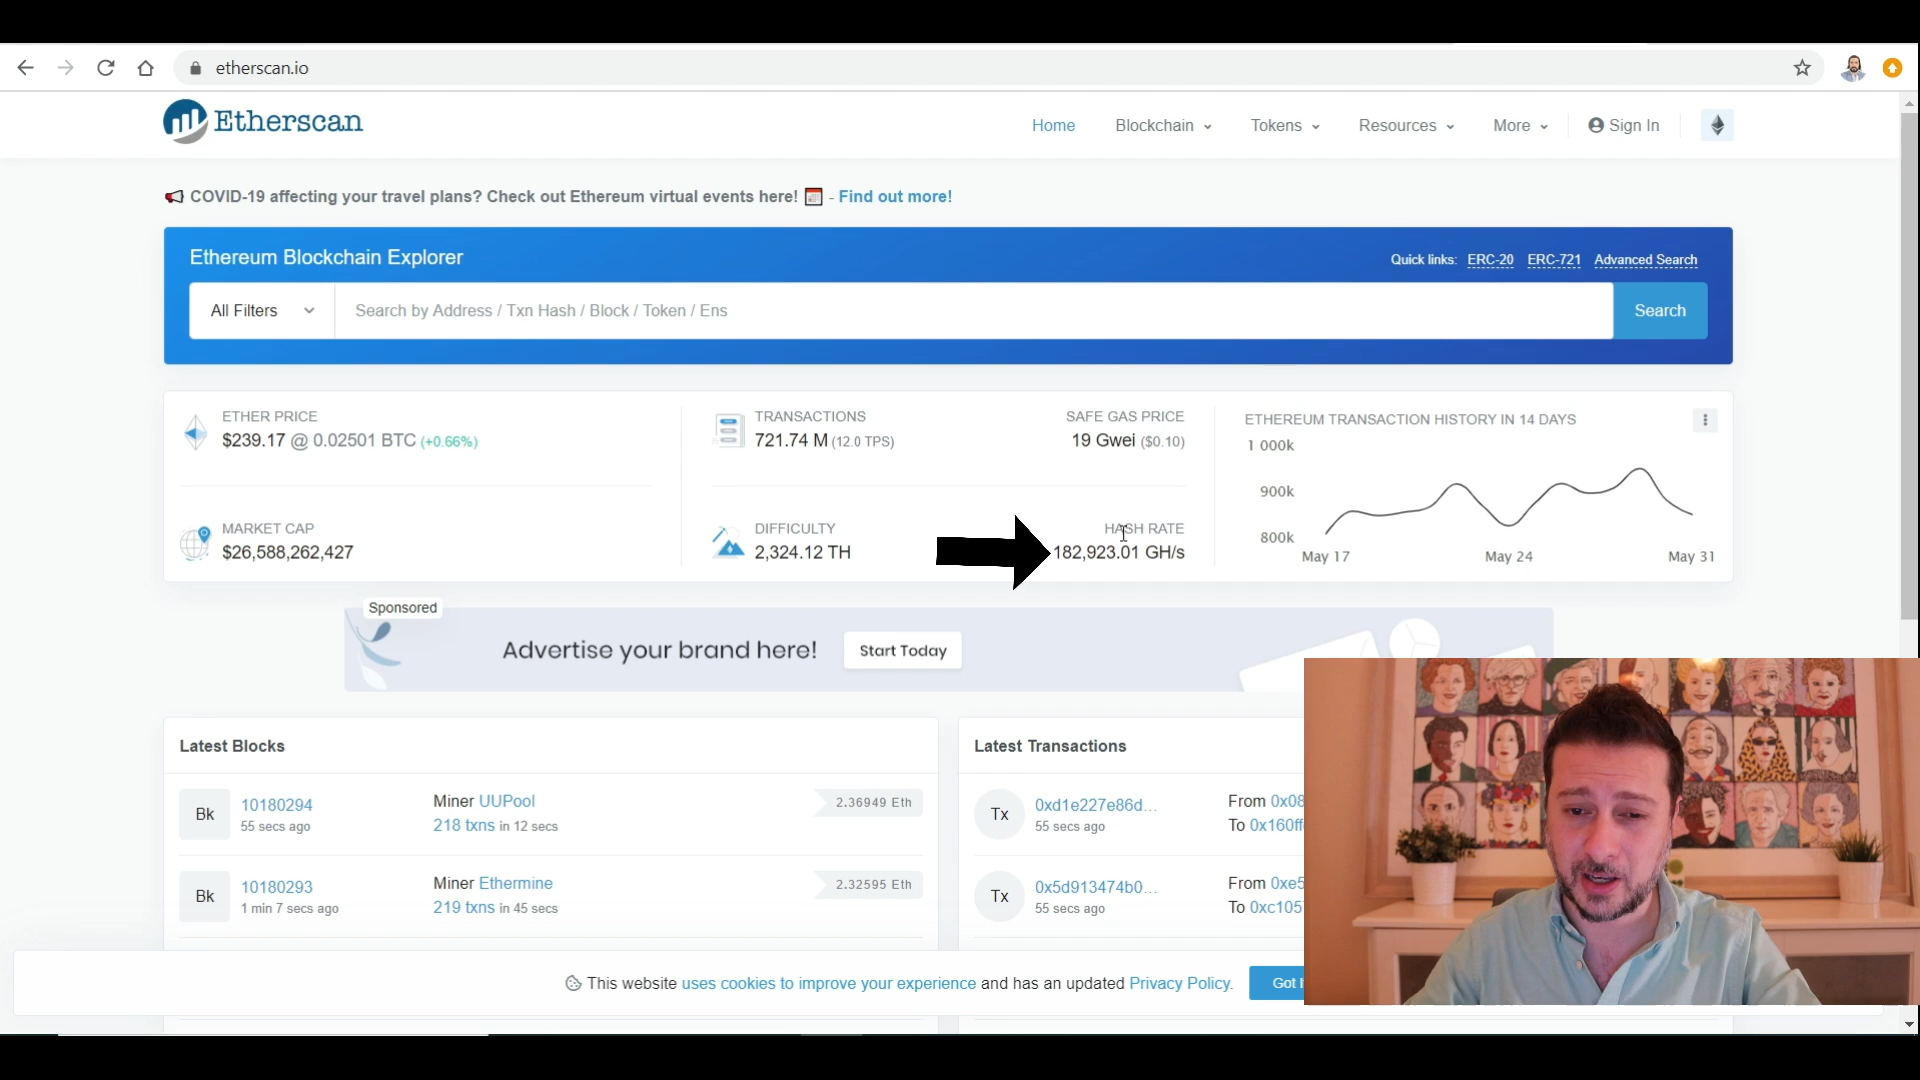 etherscan.io
Etherscan
Home
Blockchain
Tokens
Resources
More
Sign In
COVID-19 affecting your travel plans? Check out Ethereum virtual events here! - Find out more!
Ethereum Blockchain Explorer
Quick links: ERC-20 ERC-721 Advanced Search
All Filters
Search by Address / Txn Hash / Block / Token / Ens
Search
ETHER PRICE
$239.17 @ 0.02501 BTC (+0.66%)
MARKET CAP
$26,588,262,427
TRANSACTIONS
721.74 M (12.0 TPS)
SAFE GAS PRICE
19 Gwei ($0.10)
DIFFICULTY
2,324.12 TH
HASH RATE
182,923.01 GH/s
ETHEREUM TRANSACTION HISTORY IN 14 DAYS
1 000k
900k
800k
May 17
May 24
May 31
Sponsored
Advertise your brand here!
Start Today
Latest Blocks
Bk
10180294
55 secs ago
Miner UUPool
218 txns in 12 secs
2.36949 Eth
Bk
10180293
1 min 7 secs ago
Miner Ethermine
219 txns in 45 secs
2.32595 Eth
Latest Transactions
Tx
0xd1e227e86d...
55 secs ago
From 0x08
To 0x160ff
Tx
0x5d913474b0...
55 secs ago
From 0xe5
To 0xc105
This website uses cookies to improve your experience and has an updated Privacy Policy.
Got